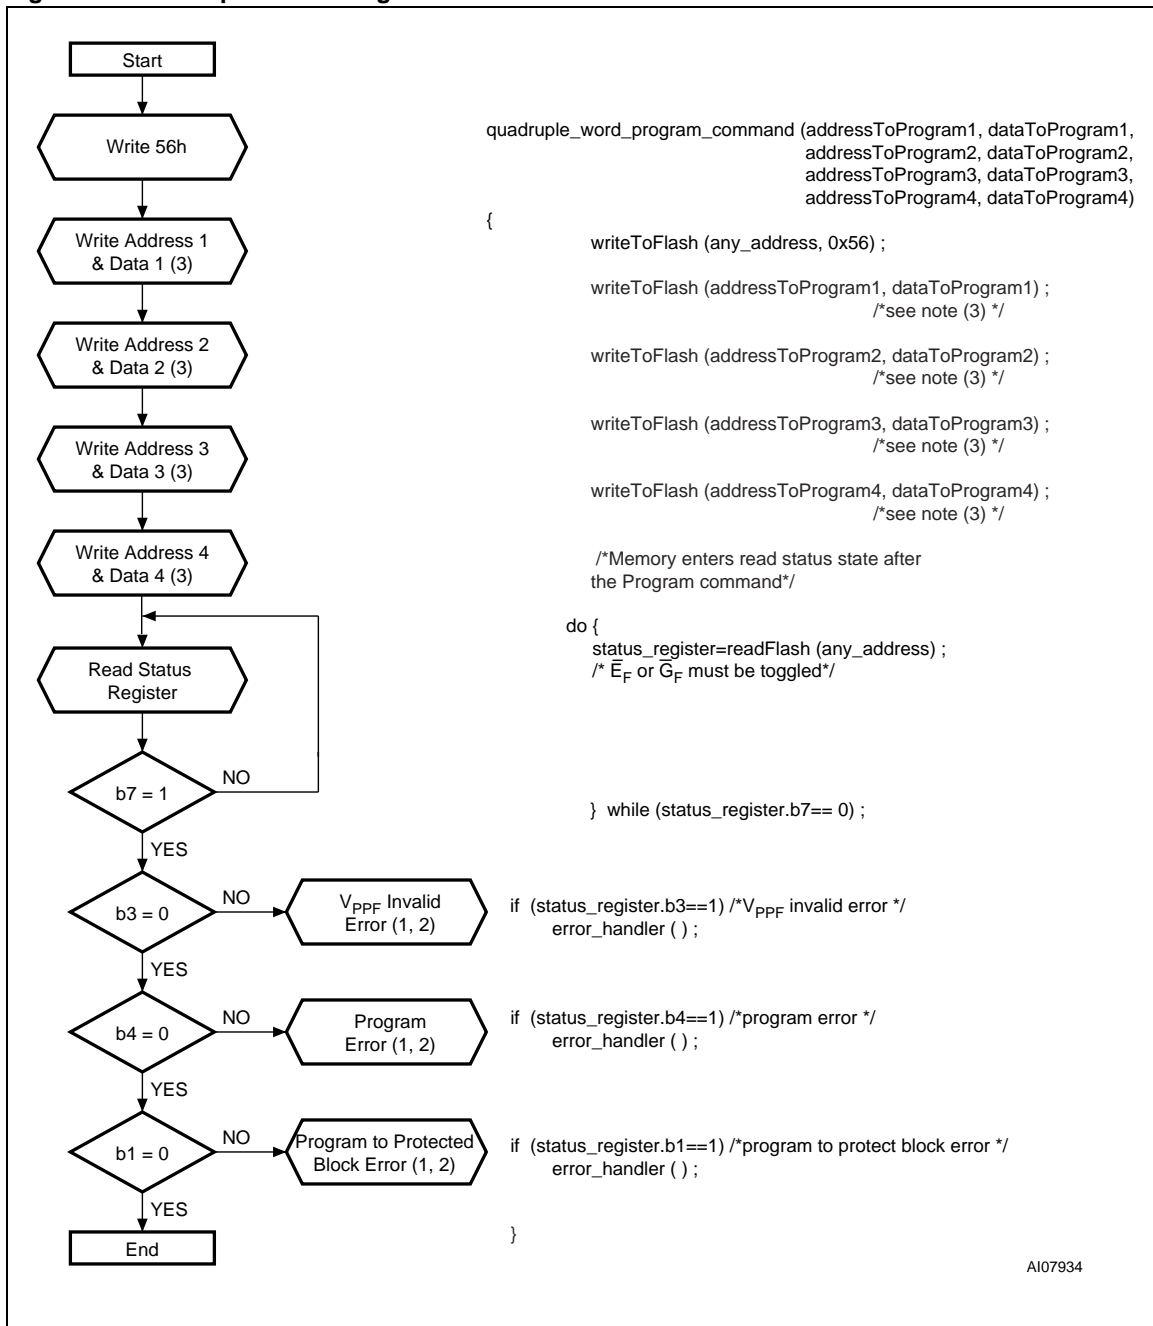 Start
Write 56h
Write Address 1
& Data 1 (3)
Write Address 2
& Data 2 (3)
Write Address 3
& Data 3 (3)
Write Address 4
& Data 4 (3)
Read Status
Register
b7 = 1
NO
YES
b3 = 0
NO
VPPF Invalid
Error (1, 2)
YES
b4 = 0
NO
Program
Error (1, 2)
YES
b1 = 0
NO
Program to Protected
Block Error (1, 2)
YES
End
quadruple_word_program_command (addressToProgram1, dataToProgram1,
addressToProgram2, dataToProgram2,
addressToProgram3, dataToProgram3,
addressToProgram4, dataToProgram4)
{
writeToFlash (any_address, 0x56) ;
writeToFlash (addressToProgram1, dataToProgram1) ;
/*see note (3) */
writeToFlash (addressToProgram2, dataToProgram2) ;
/*see note (3) */
writeToFlash (addressToProgram3, dataToProgram3) ;
/*see note (3) */
writeToFlash (addressToProgram4, dataToProgram4) ;
/*see note (3) */
/*Memory enters read status state after
the Program command*/
do {
status_register=readFlash (any_address) ;
/* E̅F or G̅F must be toggled*/
} while (status_register.b7== 0) ;
if (status_register.b3==1) /*VPPF invalid error */
error_handler ( ) ;
if (status_register.b4==1) /*program error */
error_handler ( ) ;
if (status_register.b1==1) /*program to protect block error */
error_handler ( ) ;
}
AI07934